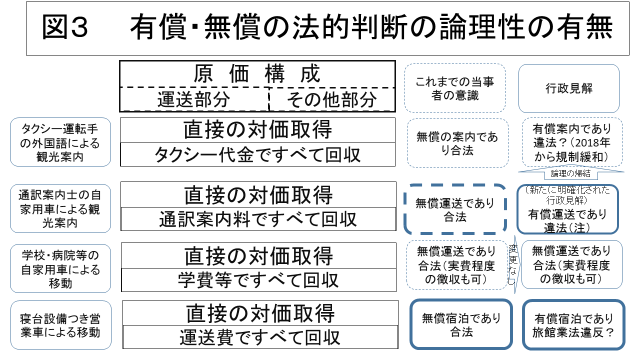 図3 有償・無償の法的判断の論理性の有無
原 価 構 成
運送部分
その他部分
これまでの当事
者の意識
行政見解
タクシー運転手
の外国語による
観光案内
直接の対価取得
タクシー代金ですべて回収
無償の案内であ
り合法
有償案内であり
違法？（2018年
から規制緩和）
論理の帰結
通訳案内士の自
家用車による観
光案内
直接の対価取得
通訳案内料ですべて回収
無償運送であり
合法
（新たに明確化された
行政見解）
有償運送であり
違法（注）
学校・病院等の
自家用車による
移動
直接の対価取得
学費等ですべて回収
無償運送であり
合法（実費程度
の徴収も可）
変更なし
無償運送であり
合法（実費程度
の徴収も可）
寝台設備つき営
業車による移動
直接の対価取得
運送費ですべて回収
無償宿泊であり
合法
有償宿泊であり
旅館業法違反？